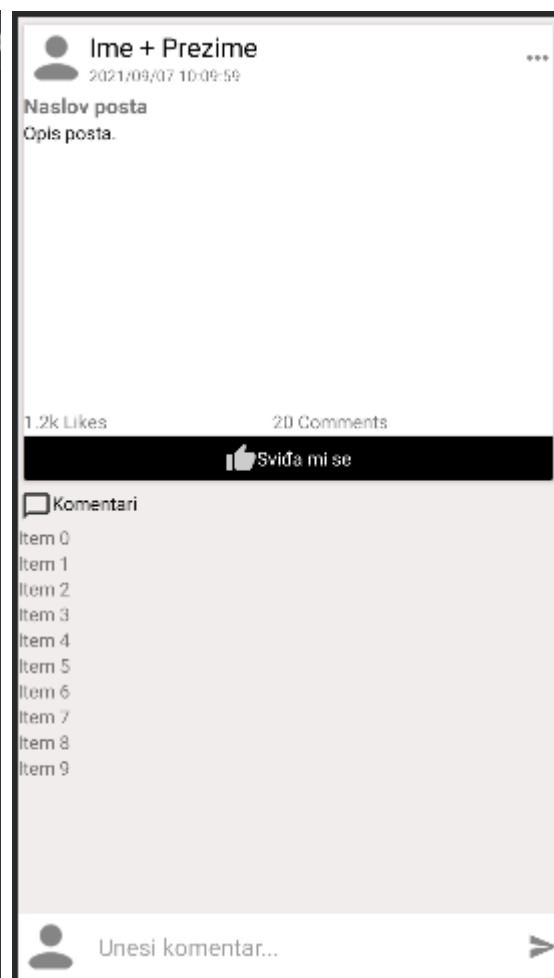 Ime + Prezime
2021/09/07 10:09:59
Naslov posta
Opis posta.
1.2k Likes 20 Comments
Sviđa mi se
Komentari
Item 0
Item 1
Item 2
Item 3
Item 4
Item 5
Item 6
Item 7
Item 8
Item 9
Unesi komentar...